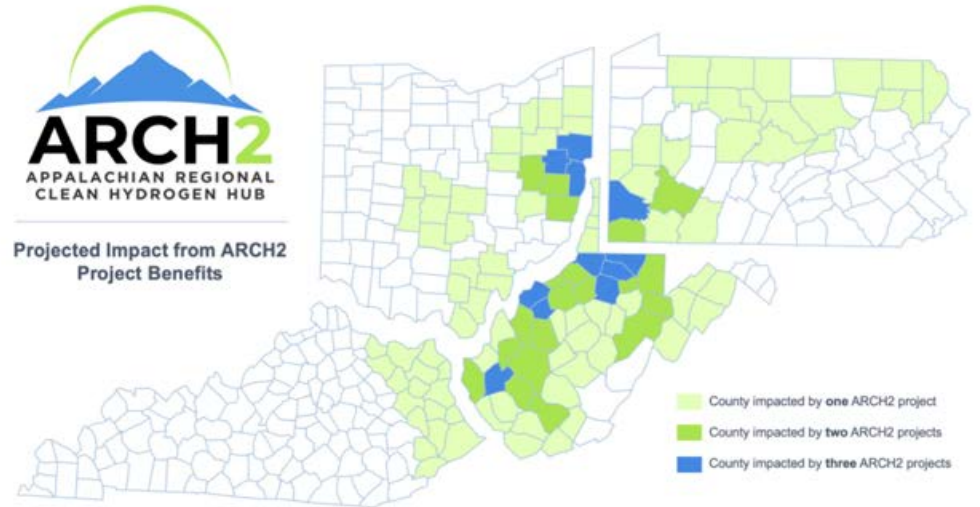 ARCH2
APPALACHIAN REGIONAL
CLEAN HYDROGEN HUB
Projected Impact from ARCH2
Project Benefits
County impacted by one ARCH2 project
County impacted by two ARCH2 projects
County impacted by three ARCH2 projects